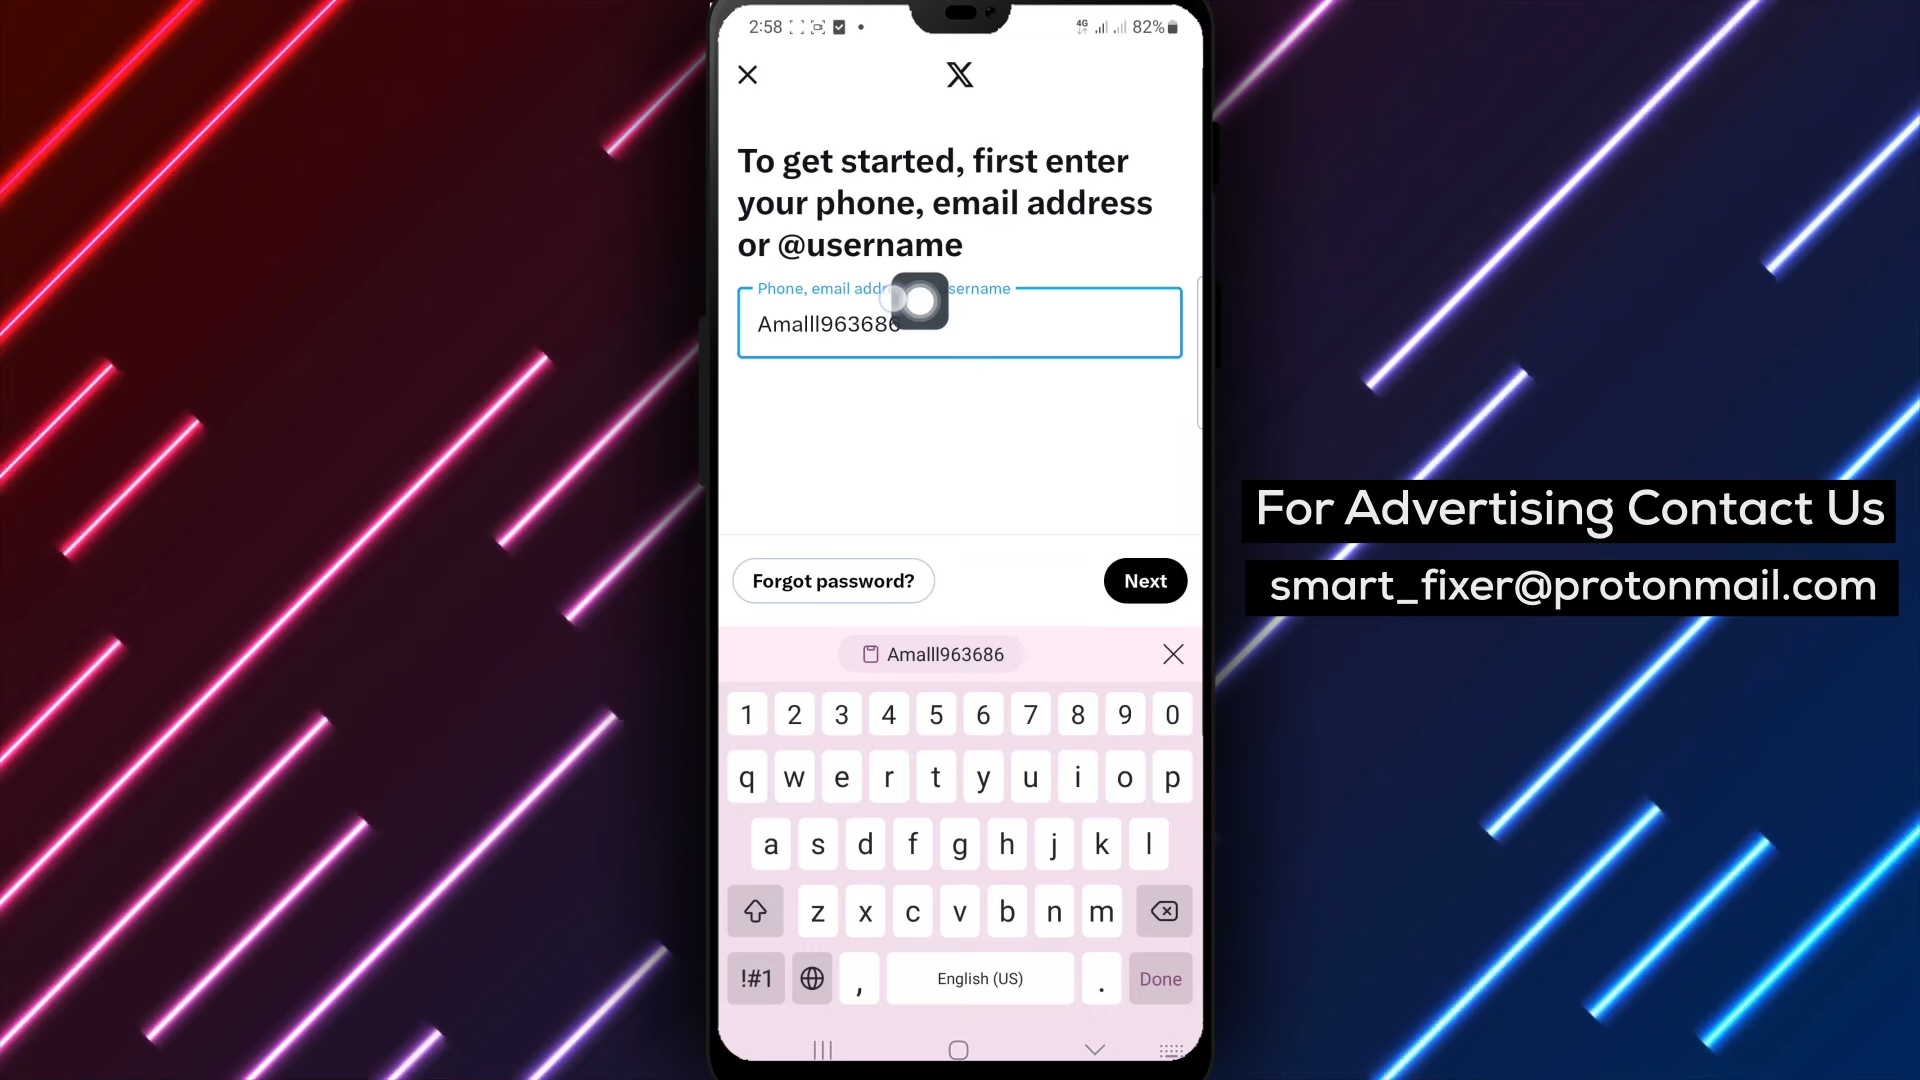 2:58
4G 82%
X
To get started, first enter
your phone, email address
or @username
Phone, email addr sername
Amalll963686
Forgot password?
Next
Amalll963686
1 2 3 4 5 6 7 8 9 0
q w e r t y u i o p
a s d f g h j k l
z x c v b n m
!#1 , English (US) . Done
For Advertising Contact Us
smart_fixer@protonmail.com